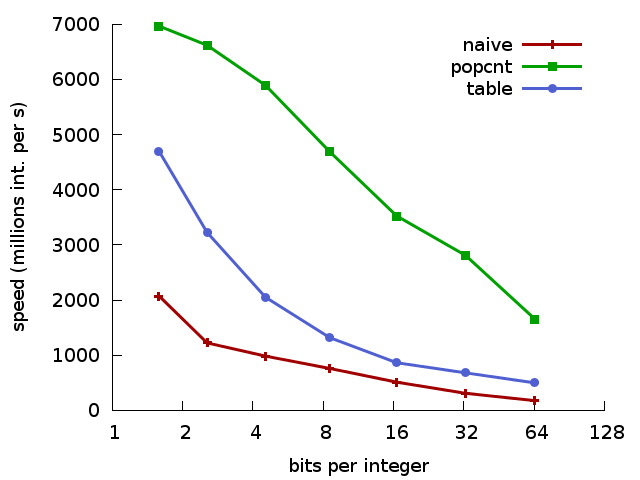 7000
6000
5000
4000
3000
2000
1000
0
speed (millions int. per s)
naive
popcnt
table
1 2 4 8 16 32 64 128
bits per integer